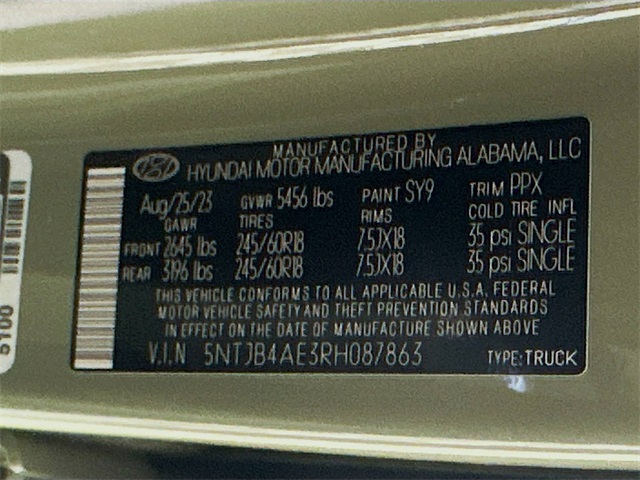 MANUFACTURED BY
HYUNDAI MOTOR MANUFACTURING ALABAMA, LLC
Aug/25/23 GVWR 5456 lbs PAINT SY9 TRIM PPX
GAWR TIRES RIMS COLD TIRE INFL
FRONT 2645 lbs 245/60R18 7.5JX18 35 psi SINGLE
REAR 3196 lbs 245/60R18 7.5JX18 35 psi SINGLE
THIS VEHICLE CONFORMS TO ALL APPLICABLE U.S.A. FEDERAL
MOTOR VEHICLE SAFETY AND THEFT PREVENTION STANDARDS
IN EFFECT ON THE DATE OF MANUFACTURE SHOWN ABOVE
V.I.N 5NTJB4AE3RH087863 TYPE:TRUCK
5100